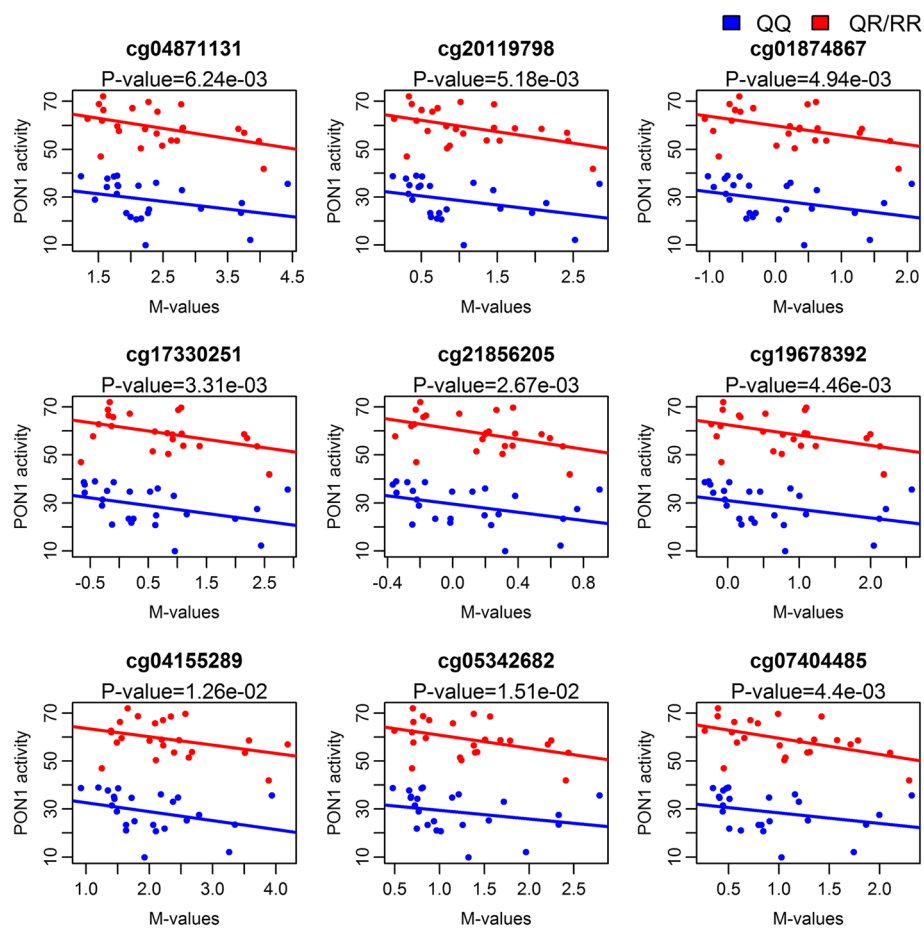 QQ QR/RR
cg04871131 cg20119798 cg01874867
P-value=6.24e-03 P-value=5.18e-03 P-value=4.94e-03
PON1 activity PON1 activity PON1 activity
70 70 70
50 50 50
30 30 30
10 10 10
1.5 2.5 3.5 4.5 0.5 1.5 2.5 -1.0 0.0 1.0 2.0
M-values M-values M-values
cg17330251 cg21856205 cg19678392
P-value=3.31e-03 P-value=2.67e-03 P-value=4.46e-03
PON1 activity PON1 activity PON1 activity
70 70 70
50 50 50
30 30 30
10 10 10
-0.5 0.5 1.5 2.5 -0.4 0.0 0.4 0.8 0.0 1.0 2.0
M-values M-values M-values
cg04155289 cg05342682 cg07404485
P-value=1.26e-02 P-value=1.51e-02 P-value=4.4e-03
PON1 activity PON1 activity PON1 activity
70 70 70
50 50 50
30 30 30
10 10 10
1.0 2.0 3.0 4.0 0.5 1.0 1.5 2.0 2.5 0.5 1.0 1.5 2.0
M-values M-values M-values